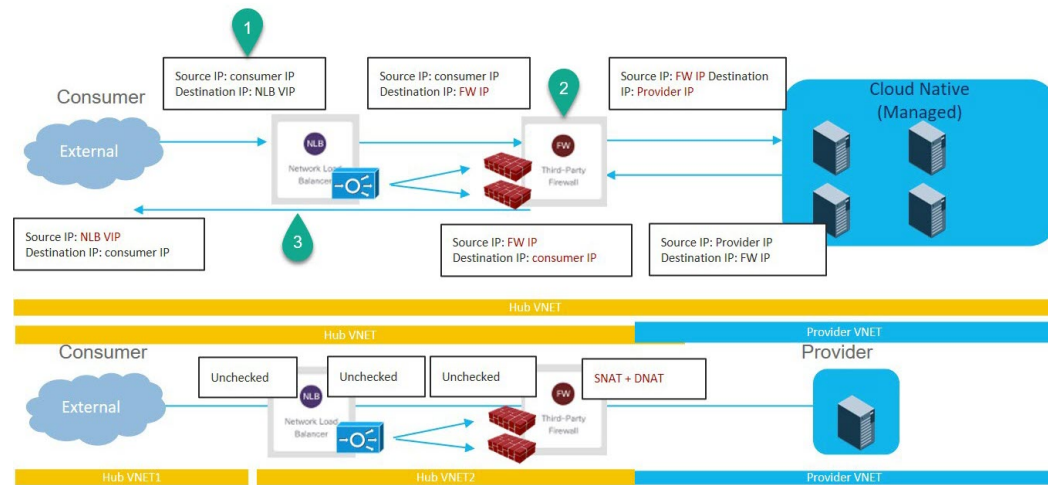 1
Source IP: consumer IP
Destination IP: NLB VIP
Source IP: consumer IP
Destination IP: FW IP
2
Source IP: FW IP Destination
IP: Provider IP
Consumer
Cloud Native
(Managed)
External
NLB
Network Load
Balancer
FW
Third-Party
Firewall
Source IP: NLB VIP
Destination IP: consumer IP
3
Source IP: FW IP
Destination IP: consumer IP
Source IP: Provider IP
Destination IP: FW IP
Hub VNET
Hub VNET
Provider VNET
Consumer
Provider
Unchecked
Unchecked
Unchecked
SNAT + DNAT
External
NLB
Network Load
Balancer
FW
Third-Party
Firewall
Hub VNET1
Hub VNET2
Provider VNET